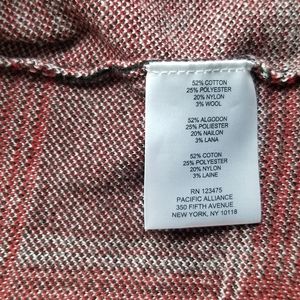 52% COTTON
25% POLYESTER
20% NYLON
3% WOOL
52% ALGODON
25% POLIESTER
20% NAILON
3% LANA
52% COTON
25% POLYESTER
20% NYLON
3% LAINE
RN 123475
PACIFIC ALLIANCE
350 FIFTH AVENUE
NEW YORK, NY 10118